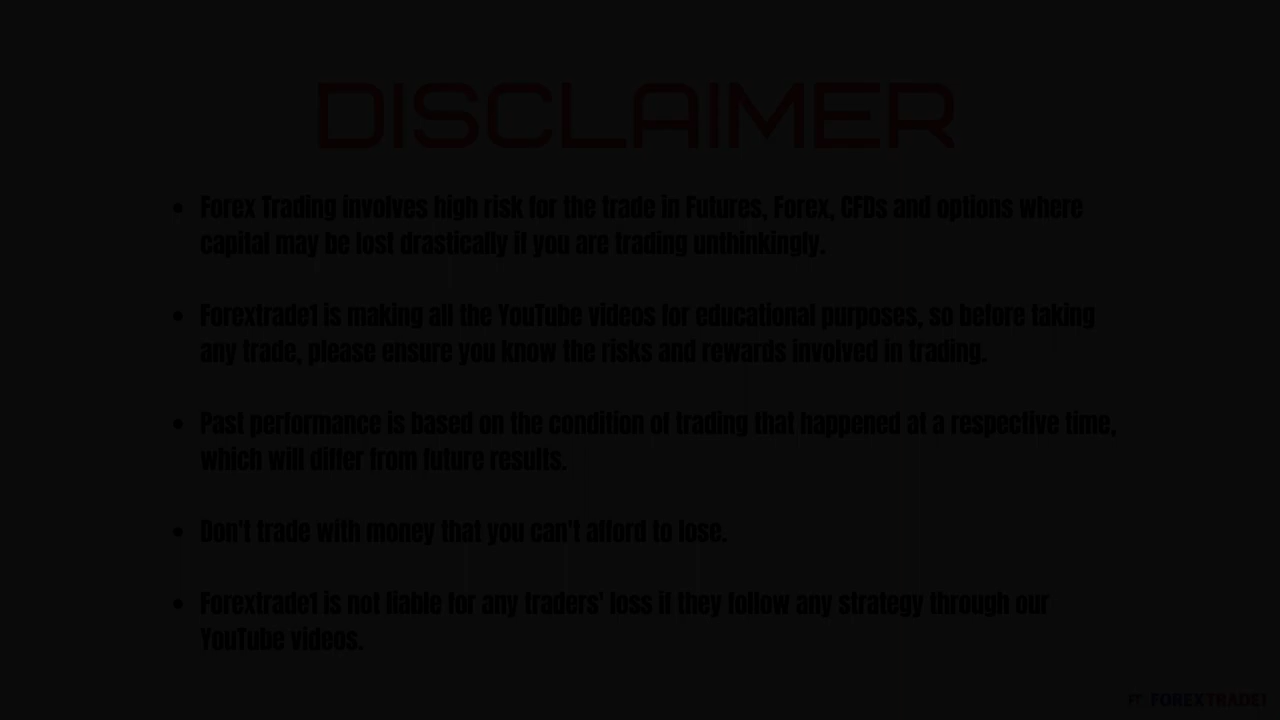 DISCLAIMER
• Forex Trading involves high risk for the trade in Futures, Forex, CFDs and options where
capital may be lost drastically if you are trading unthinkingly.
• Forextrade1 is making all the YouTube videos for educational purposes, so before taking
any trade, please ensure you know the risks and rewards involved in trading.
• Past performance is based on the condition of trading that happened at a respective time,
which will differ from future results.
• Don't trade with money that you can't afford to lose.
• Forextrade1 is not liable for any traders' loss if they follow any strategy through our
YouTube videos.
FOREXTRADE1